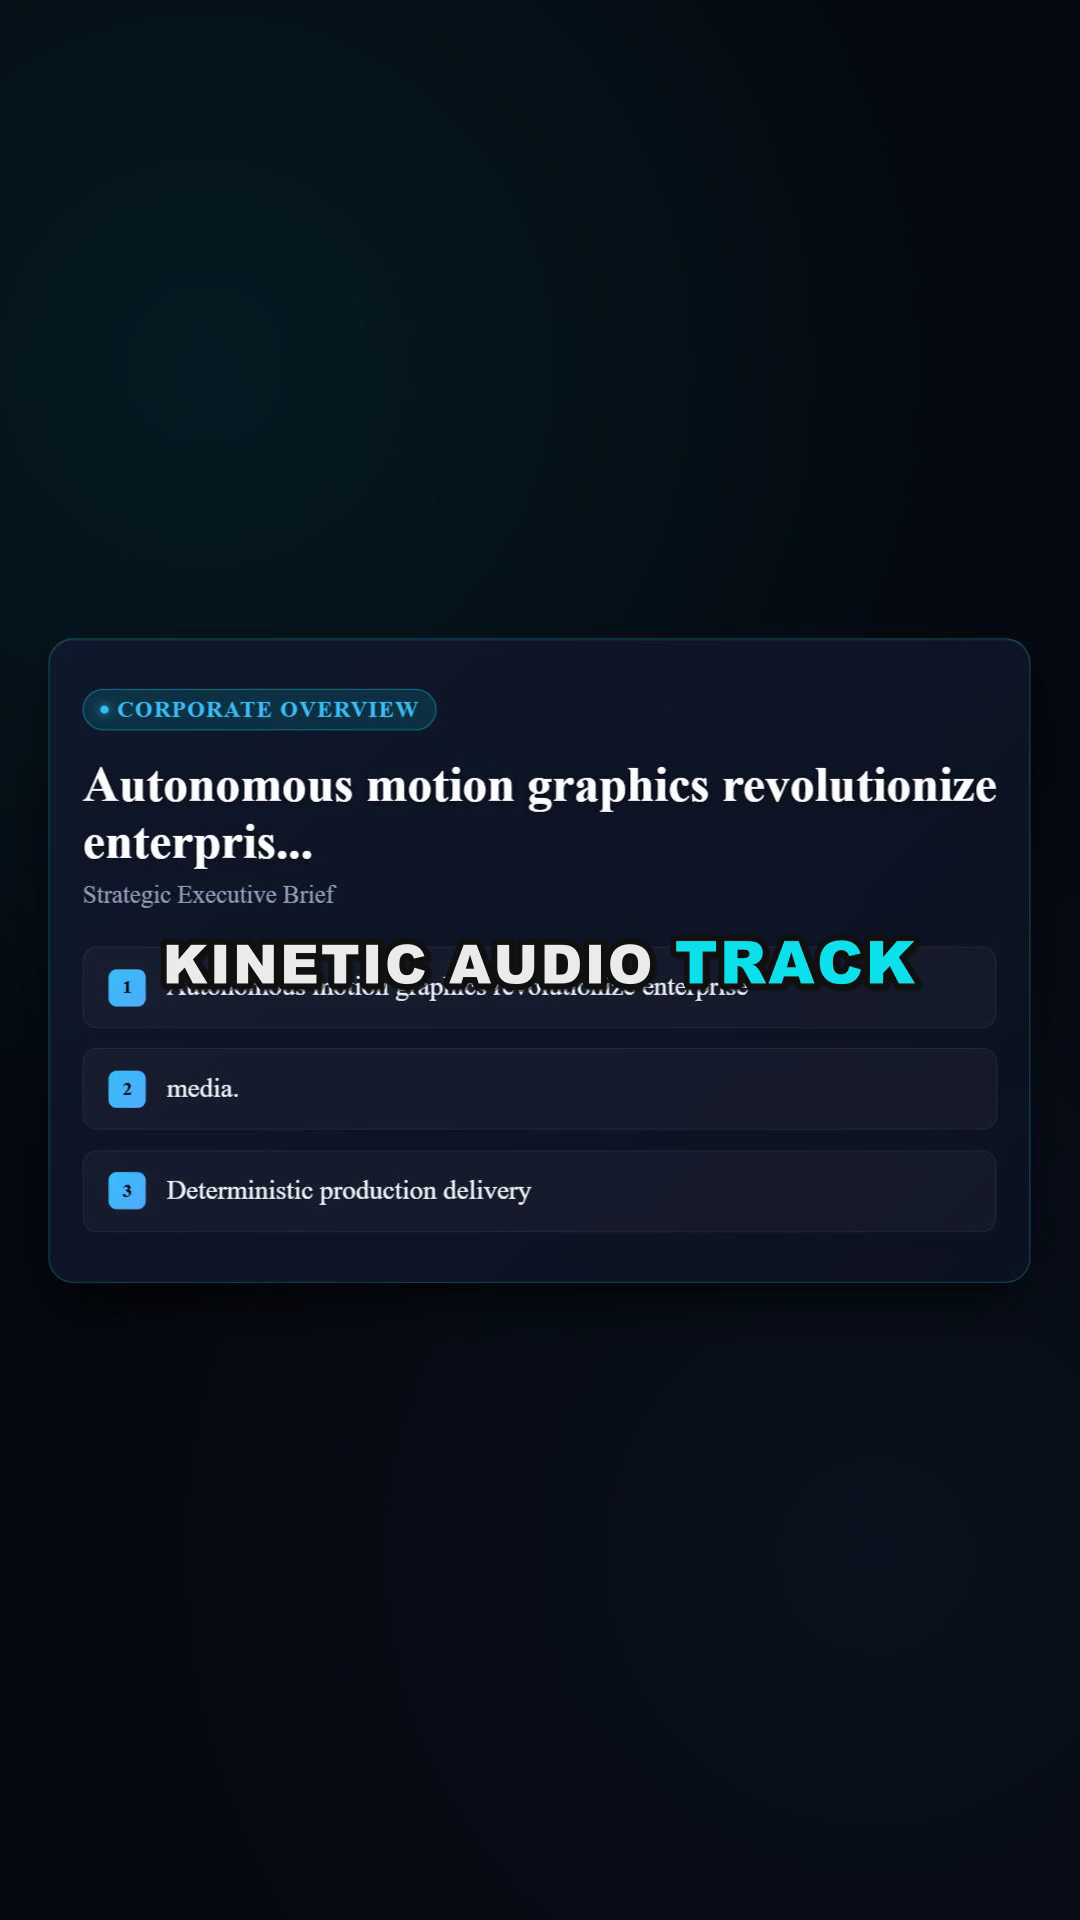 CORPORATE OVERVIEW
Autonomous motion graphics revolutionize
enterpris...
Strategic Executive Brief
KINETIC AUDIO TRACK
1 Autonomous motion graphics revolutionize enterprise
2 media.
3 Deterministic production delivery